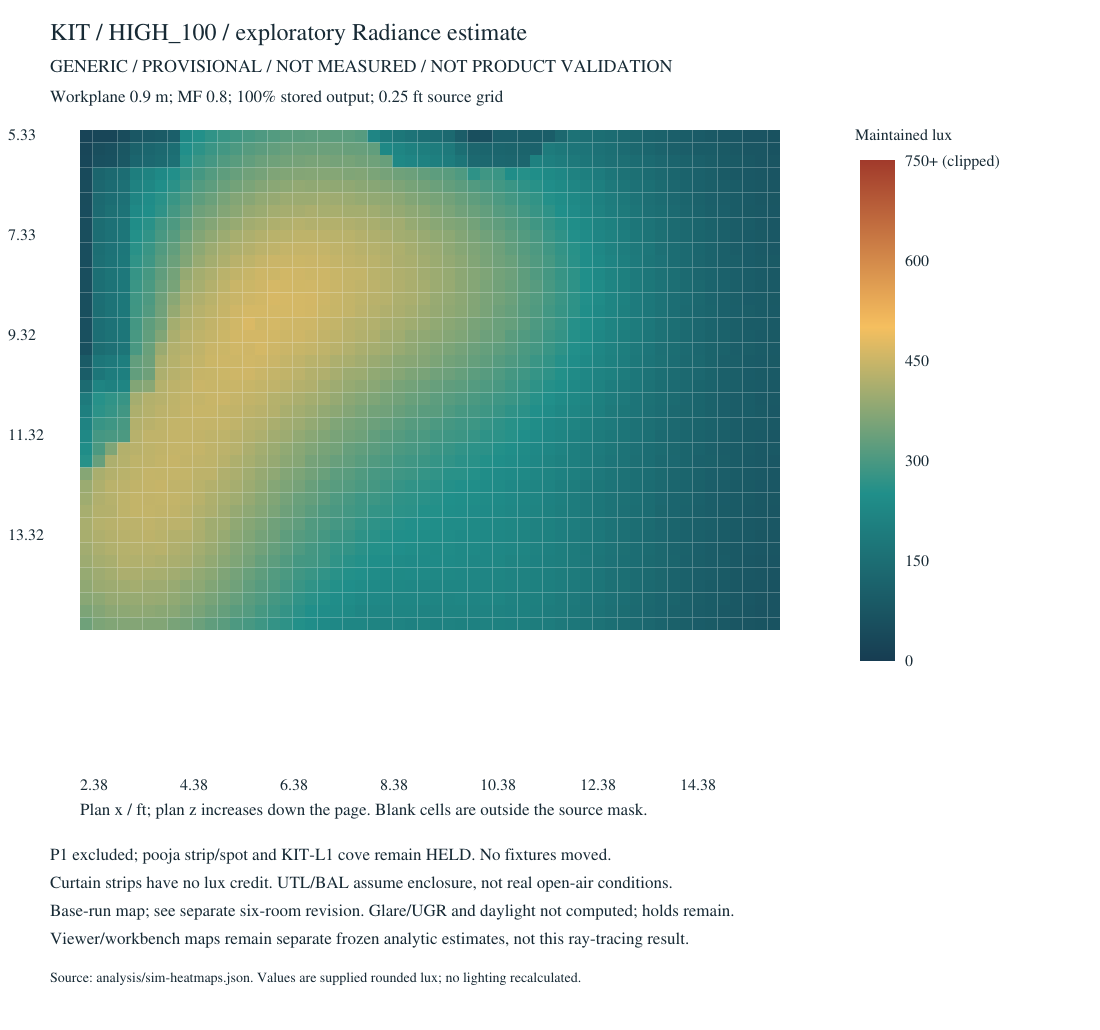 KIT / HIGH_100 / exploratory Radiance estimate
GENERIC / PROVISIONAL / NOT MEASURED / NOT PRODUCT VALIDATION
Workplane 0.9 m; MF 0.8; 100% stored output; 0.25 ft source grid
5.33
7.33
9.32
11.32
13.32
Maintained lux
750+ (clipped)
600
450
300
150
0
2.38 4.38 6.38 8.38 10.38 12.38 14.38
Plan x / ft; plan z increases down the page. Blank cells are outside the source mask.
P1 excluded; pooja strip/spot and KIT-L1 cove remain HELD. No fixtures moved.
Curtain strips have no lux credit. UTL/BAL assume enclosure, not real open-air conditions.
Base-run map; see separate six-room revision. Glare/UGR and daylight not computed; holds remain.
Viewer/workbench maps remain separate frozen analytic estimates, not this ray-tracing result.
Source: analysis/sim-heatmaps.json. Values are supplied rounded lux; no lighting recalculated.